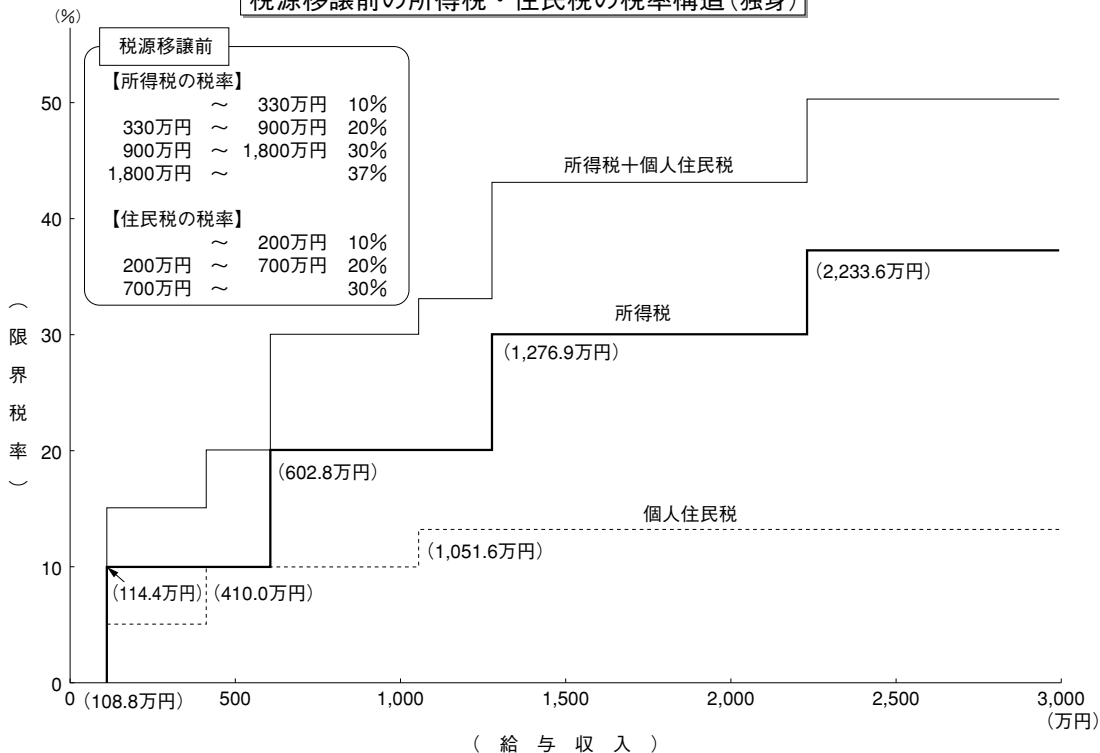 税源移譲前の所得税・住民税の税率構造(独身)
(%)
税源移譲前
【所得税の税率】
～ 330万円 10%
330万円 ～ 900万円 20%
900万円 ～ 1,800万円 30%
1,800万円 ～ 37%
【住民税の税率】
～ 200万円 10%
200万円 ～ 700万円 20%
700万円 ～ 30%
50
40
30
20
10
0
(限界税率)
所得税＋個人住民税
(2,233.6万円)
所得税
(1,276.9万円)
(602.8万円)
個人住民税
(1,051.6万円)
(114.4万円)
(410.0万円)
0
(108.8万円)
500
1,000
1,500
2,000
2,500
3,000
(万円)
(給与収入)